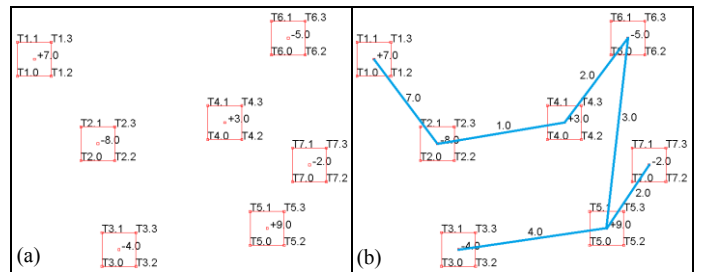 T1.1 T1.3
+7.0
T1.0 T1.2
T6.1 T6.3
-5.0
T6.0 T6.2
T2.1 T2.3
-8.0
T2.0 T2.2
T4.1 T4.3
+3.0
T4.0 T4.2
T7.1 T7.3
-2.0
T7.0 T7.2
T3.1 T3.3
-4.0
T3.0 T3.2
T5.1 T5.3
+9.0
T5.0 T5.2
(a)
T1.1 T1.3
+7.0
T1.0 T1.2
T6.1 T6.3
-5.0
T6.2
2.0
7.0
T2.1 T2.3
-8.0
T2.0 T2.2
1.0
T4.1 T4.3
+3.0
T4.0 T4.2
3.0
T7.1 T7.3
-2.0
T7.0 T7.2
2.0
T3.1 T3.3
-4.0
T3.0 T3.2
4.0
T5.1 T5.3
+9.0
T5.0 T5.2
(b)